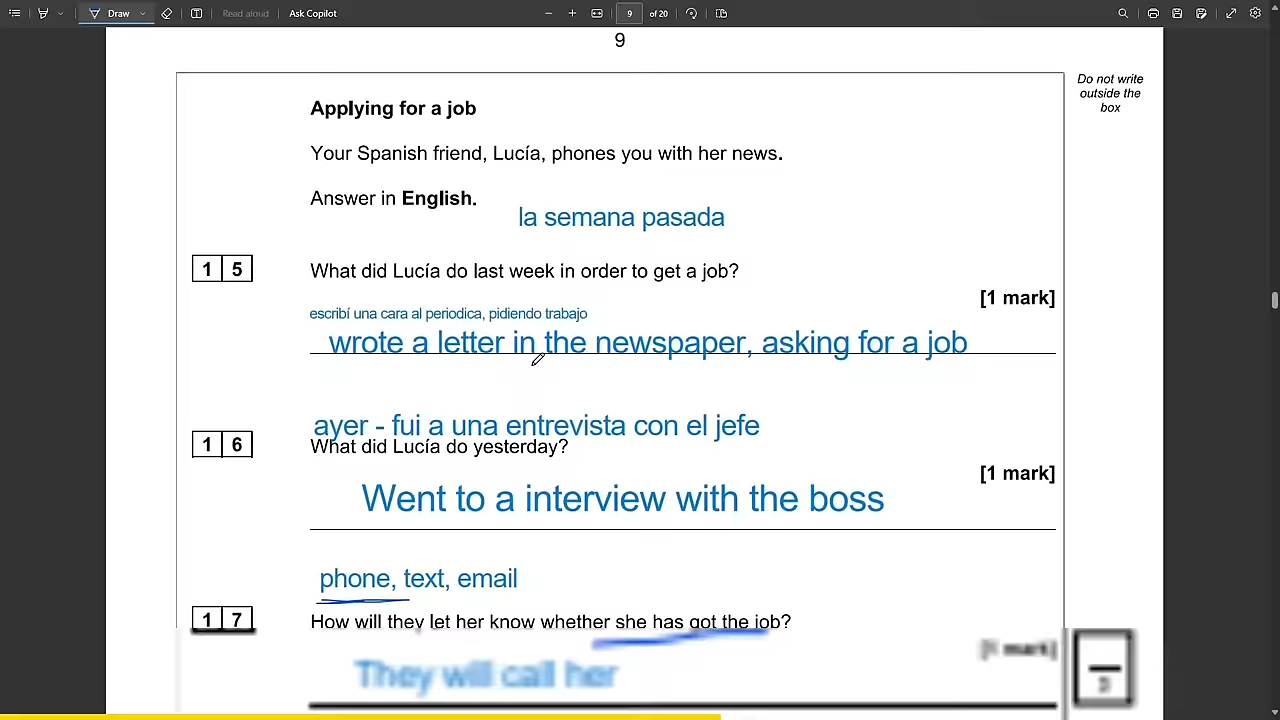 Draw
Read aloud
Ask Copilot
9
of 20
9
Do not write
outside the
box
Applying for a job
Your Spanish friend, Lucía, phones you with her news.
Answer in English.
la semana pasada
1 5
What did Lucía do last week in order to get a job?
[1 mark]
escribí una cara al periodica, pidiendo trabajo
wrote a letter in the newspaper, asking for a job
ayer - fui a una entrevista con el jefe
1 6
What did Lucía do yesterday?
[1 mark]
Went to a interview with the boss
phone, text, email
1 7
How will they let her know whether she has got the job?
[1 mark]
They will call her
3